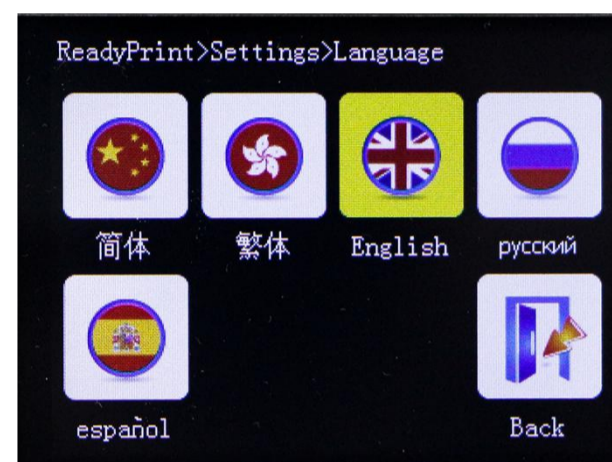 ReadyPrint>Settings>Language
简体
繁体
English
русский
español
Back